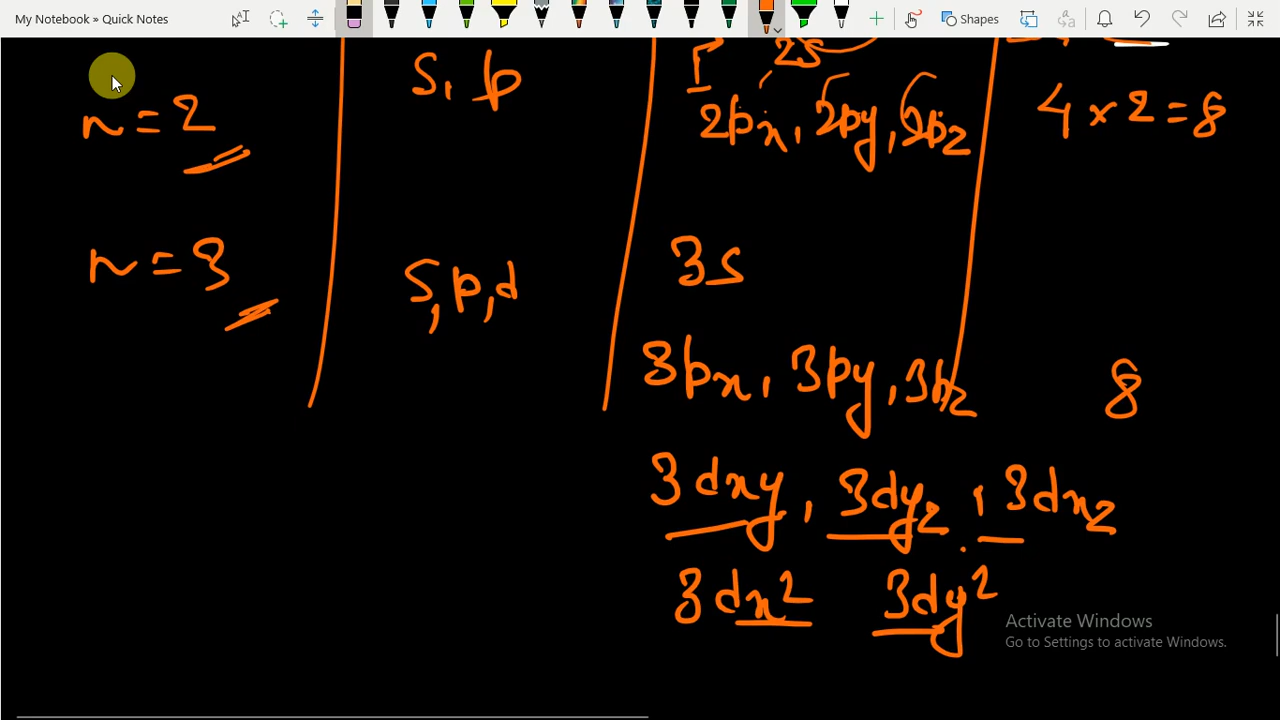 My Notebook » Quick Notes
Shapes
2s
s, p
n = 2
2px, 2py, 2pz
4 × 2 = 8
n = 3
s, p, d
3s
3px, 3py, 3pz
8
3dxy, 3dyz, 3dxz
3dx² 3dy²
Activate Windows
Go to Settings to activate Windows.